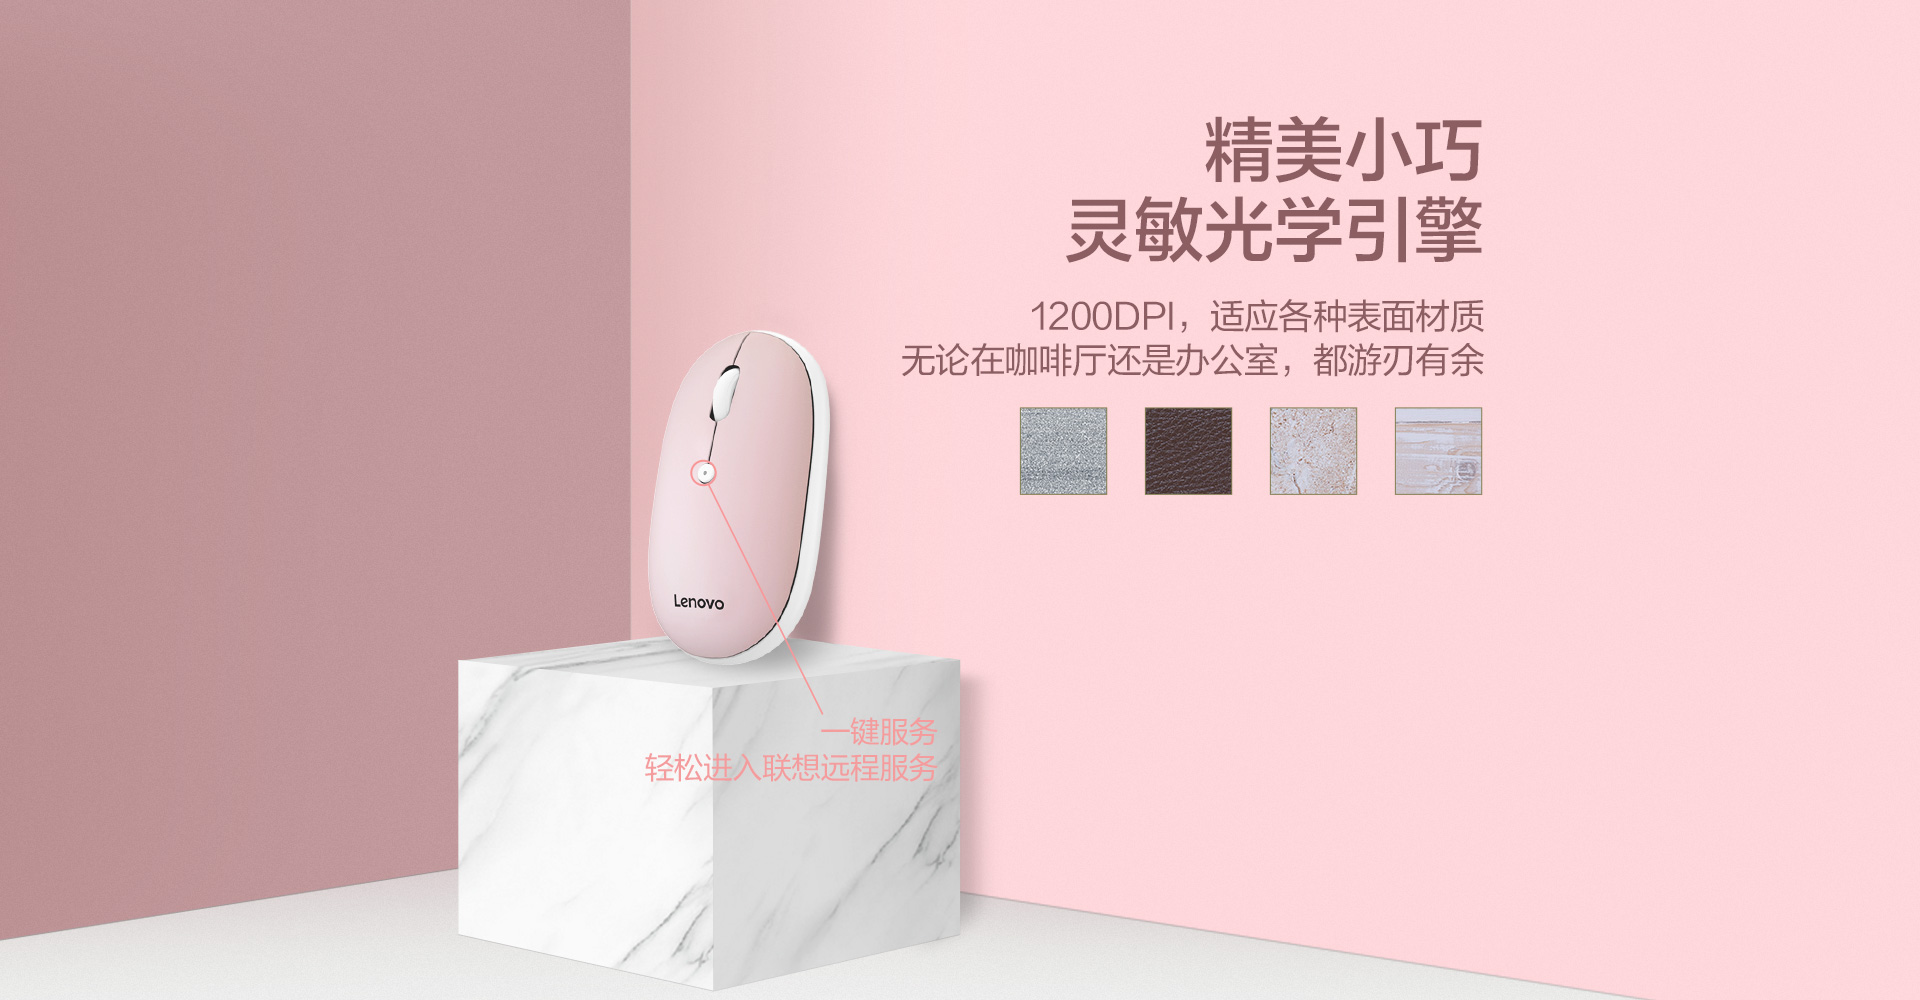 精美小巧
灵敏光学引擎
1200DPI，适应各种表面材质
无论在咖啡厅还是办公室，都游刃有余
Lenovo
一键服务
轻松进入联想远程服务